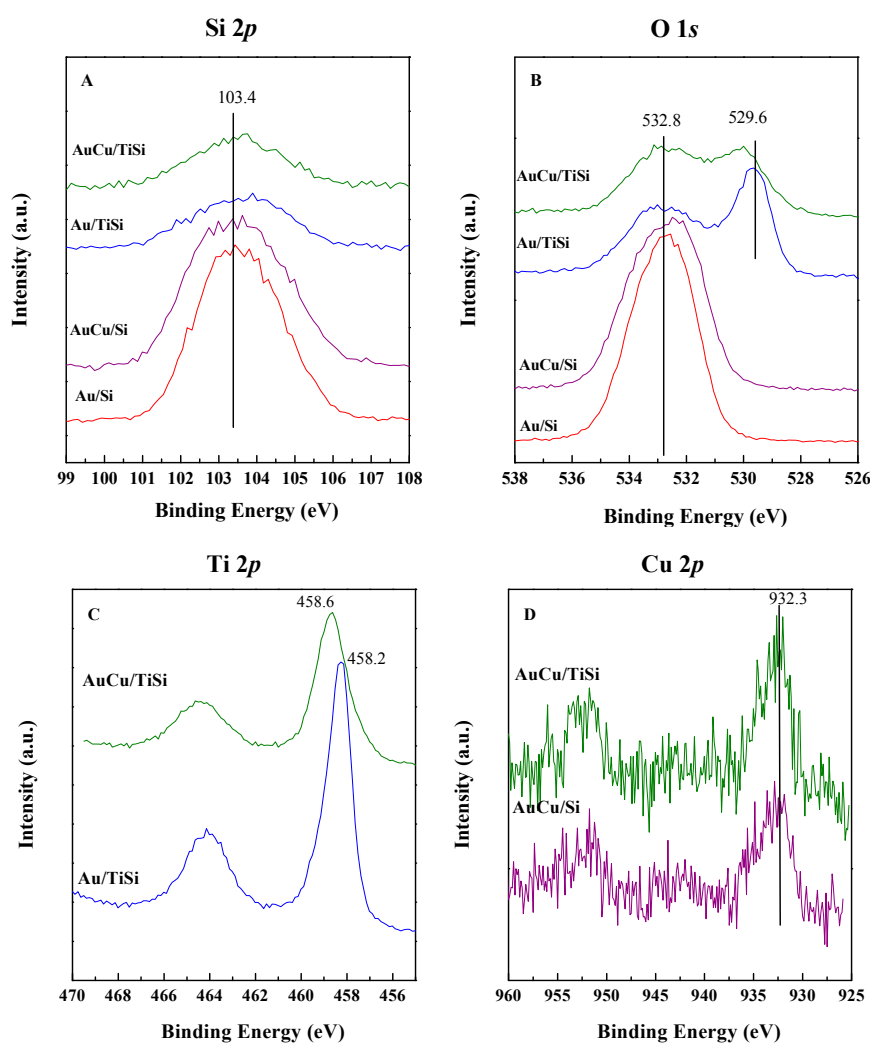 Si 2p
A
103.4
AuCu/TiSi
Au/TiSi
AuCu/Si
Au/Si
Intensity (a.u.)
99 100 101 102 103 104 105 106 107 108
Binding Energy (eV)
O 1s
B
532.8
529.6
AuCu/TiSi
Au/TiSi
AuCu/Si
Au/Si
Intensity (a.u.)
538 536 534 532 530 528 526
Binding Energy (eV)
Ti 2p
C
458.6
458.2
AuCu/TiSi
Au/TiSi
Intensity (a.u.)
470 468 466 464 462 460 458 456
Binding Energy (eV)
Cu 2p
D
932.3
AuCu/TiSi
AuCu/Si
Intensity (a.u.)
960 955 950 945 940 935 930 925
Binding Energy (eV)